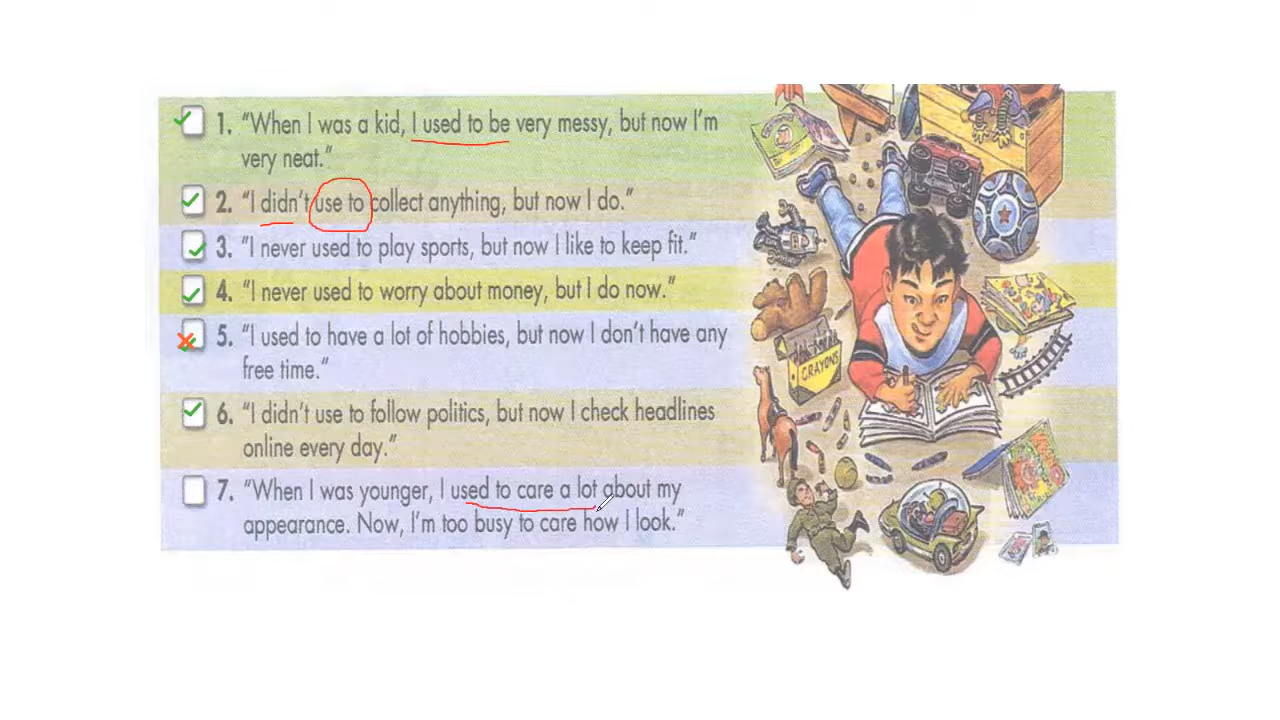 1. "When I was a kid, I used to be very messy, but now I'm
very neat."
2. "I didn't use to collect anything, but now I do."
3. "I never used to play sports, but now I like to keep fit."
4. "I never used to worry about money, but I do now."
5. "I used to have a lot of hobbies, but now I don't have any
free time."
6. "I didn't use to follow politics, but now I check headlines
online every day."
7. "When I was younger, I used to care a lot about my
appearance. Now, I'm too busy to care how I look."
CRAYONS